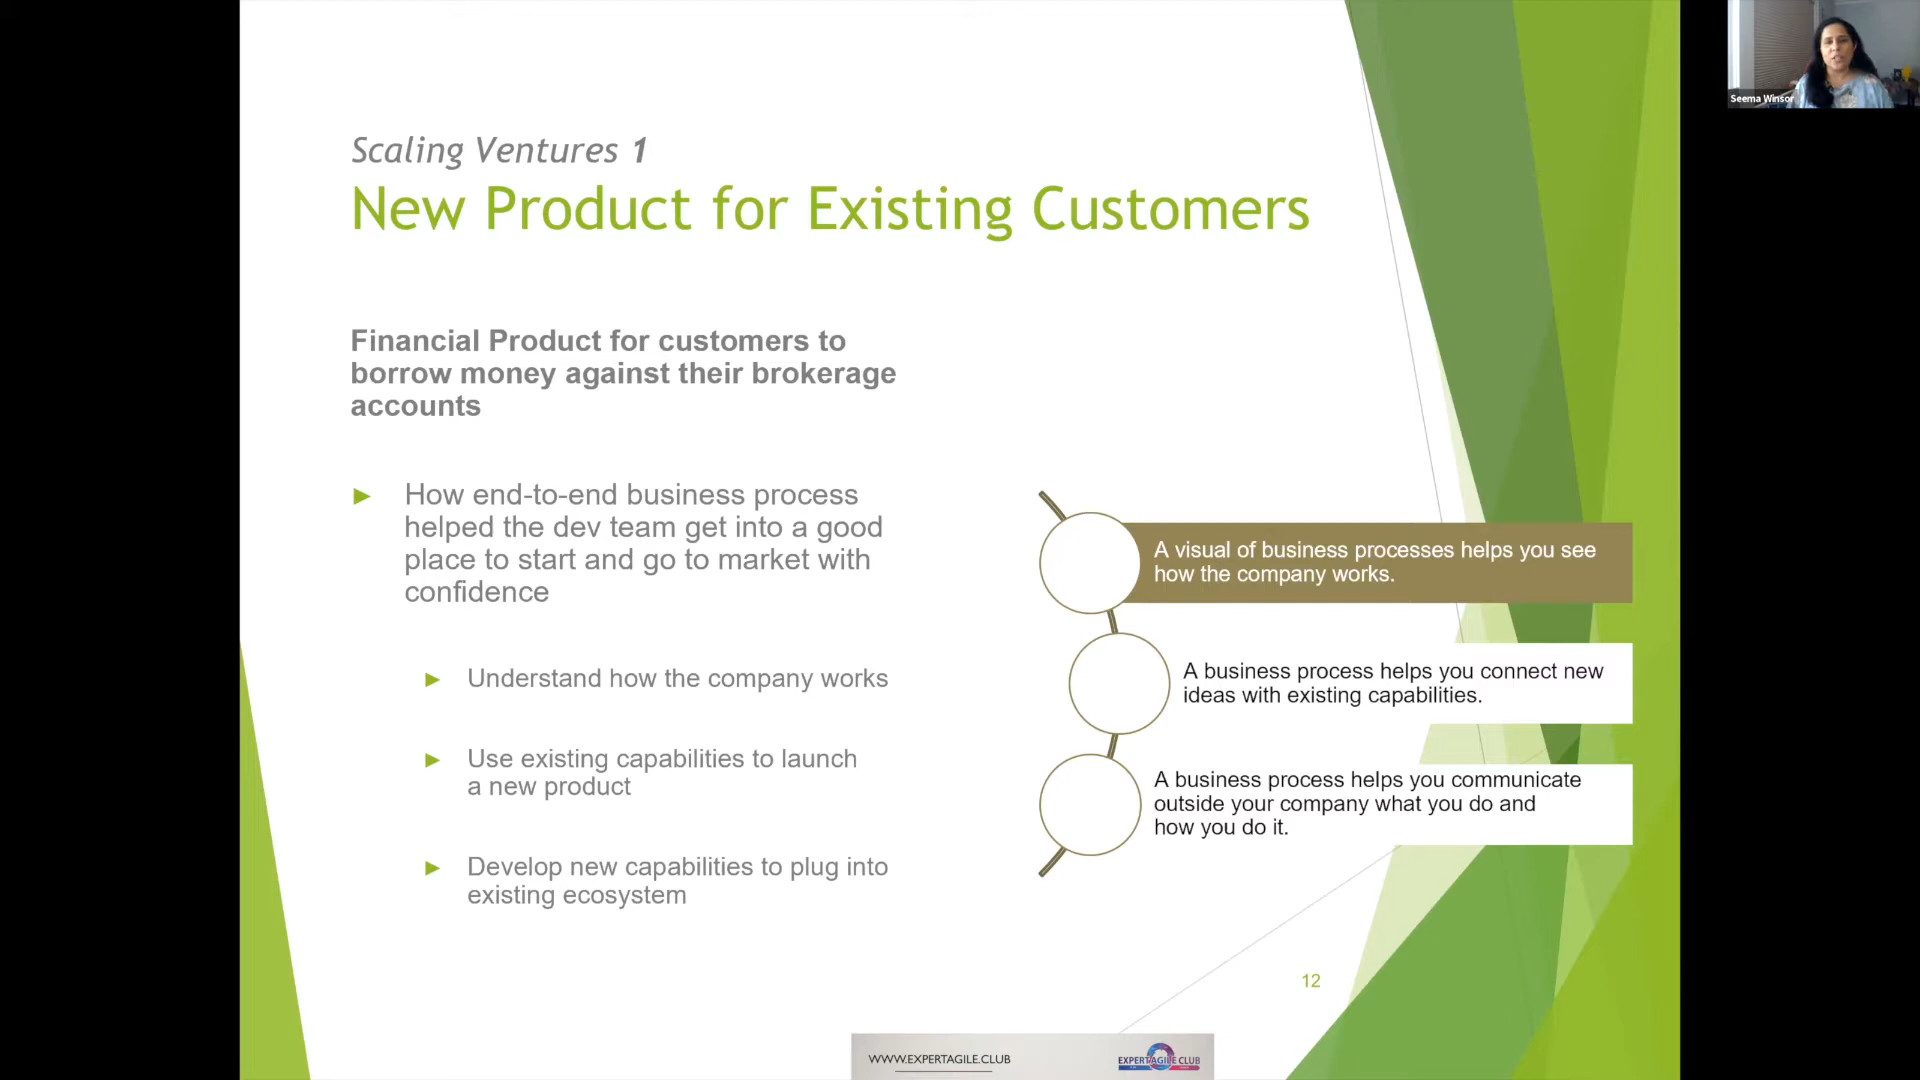 Scaling Ventures 1
New Product for Existing Customers
Financial Product for customers to
borrow money against their brokerage
accounts
How end-to-end business process
helped the dev team get into a good
place to start and go to market with
confidence
Understand how the company works
Use existing capabilities to launch
a new product
Develop new capabilities to plug into
existing ecosystem
A visual of business processes helps you see
how the company works.
A business process helps you connect new
ideas with existing capabilities.
A business process helps you communicate
outside your company what you do and
how you do it.
12
WWW.EXPERTAGILE.CLUB
EXPERTAGILE CLUB
Seema Winsor